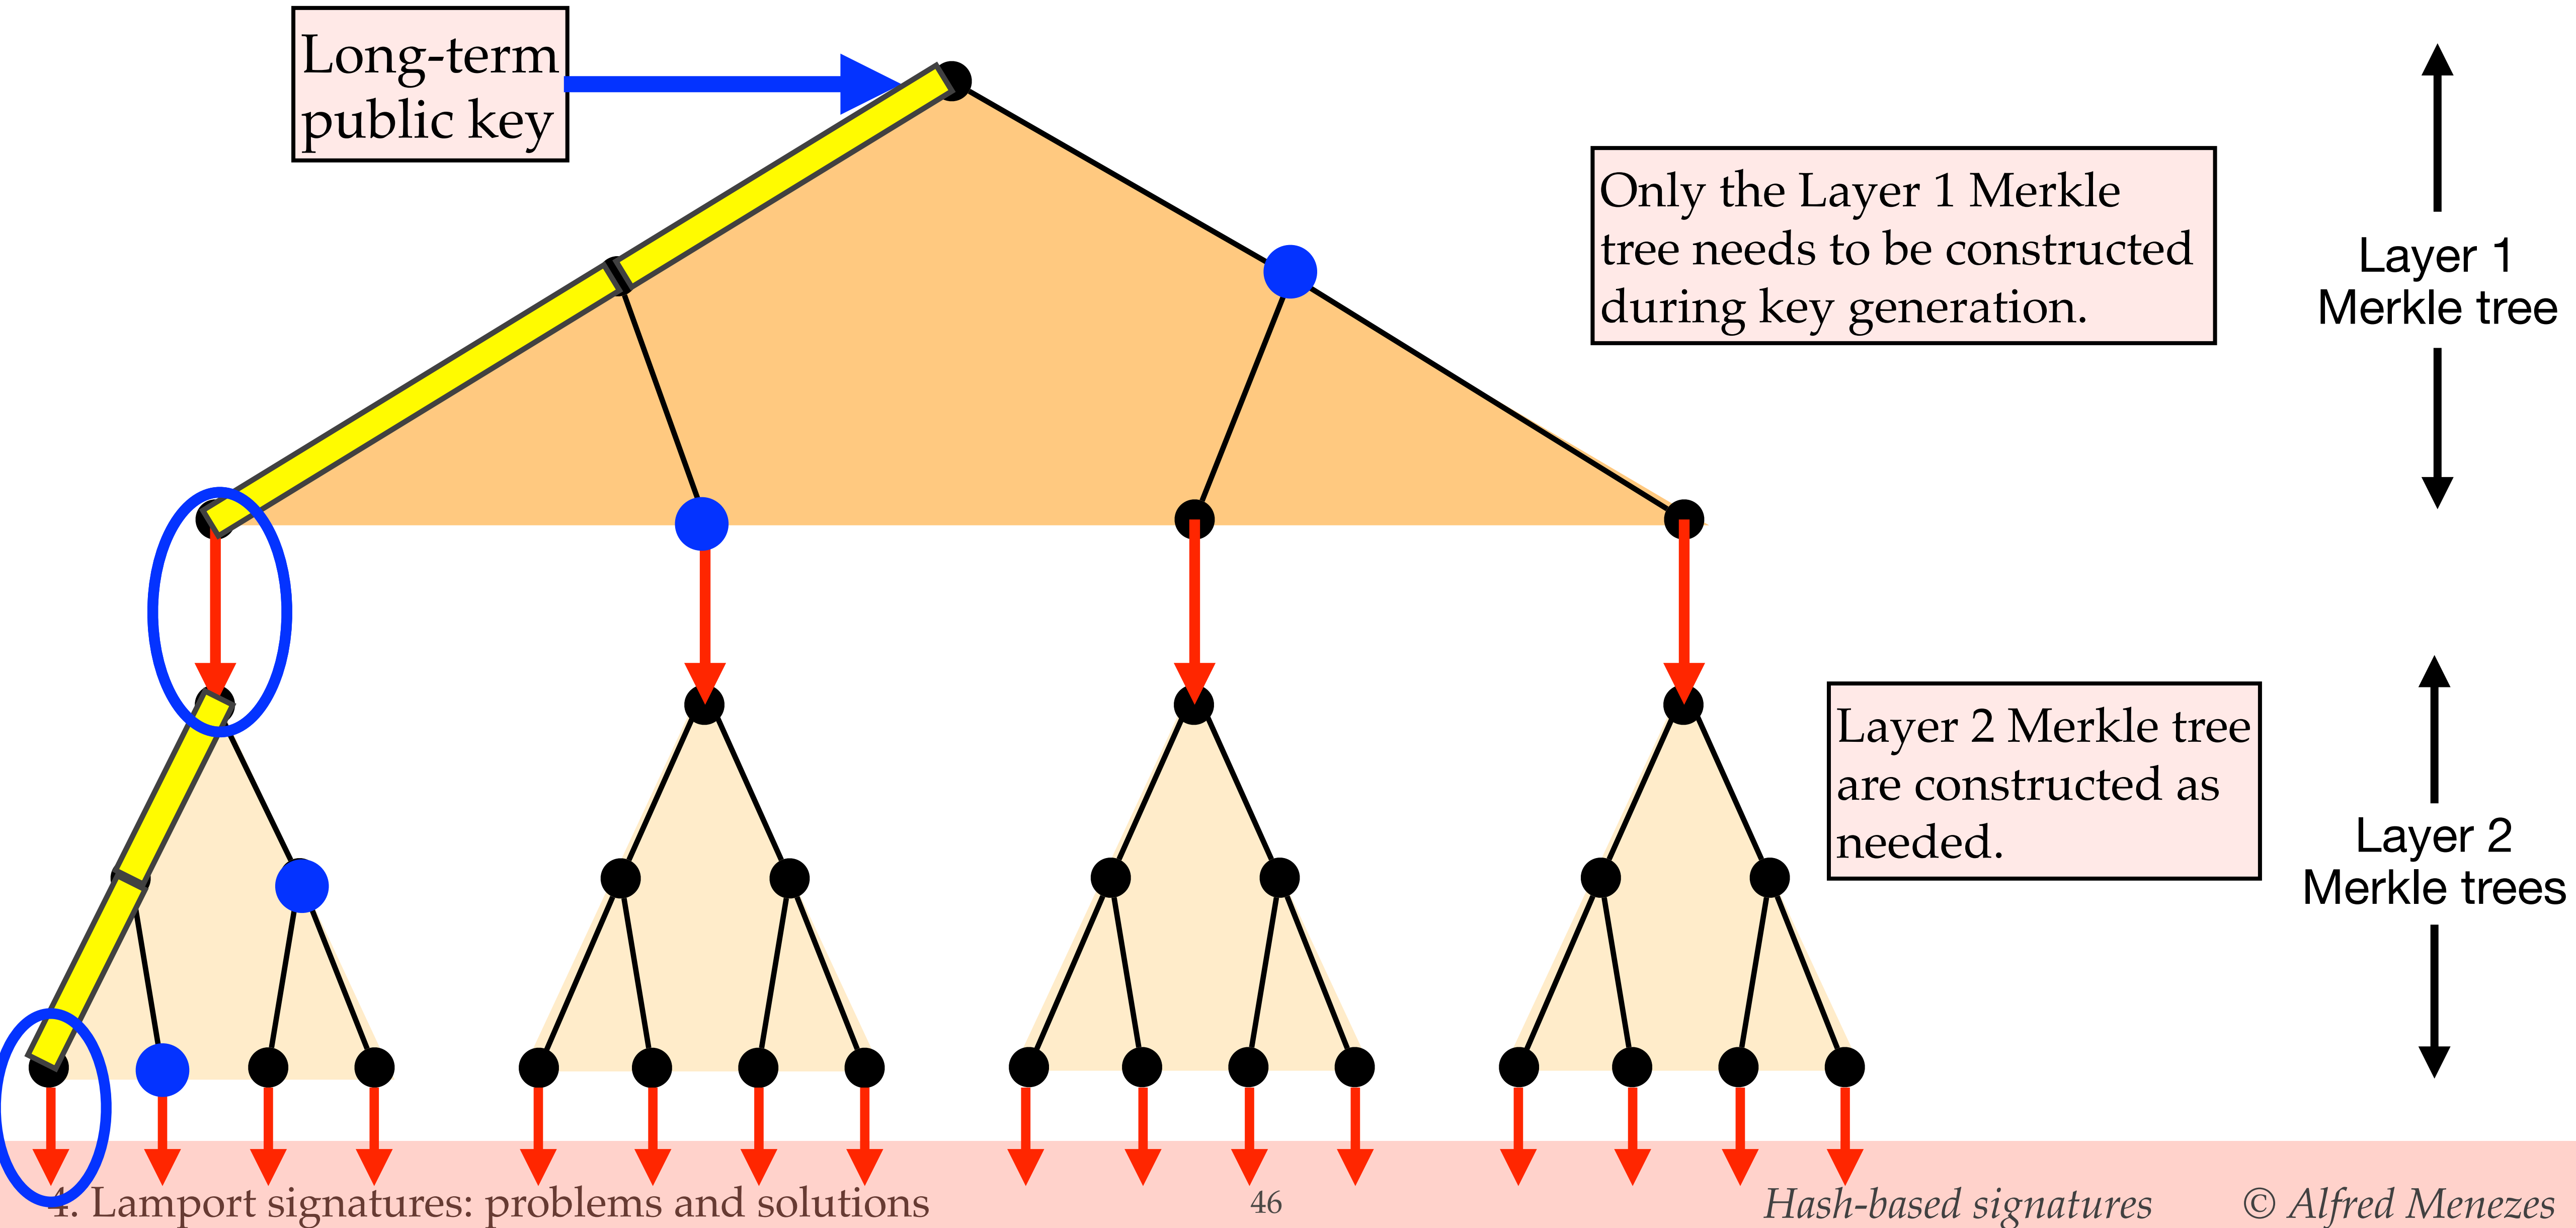 Long-term
public key
Only the Layer 1 Merkle
tree needs to be constructed
during key generation.
Layer 1
Merkle tree
Layer 2 Merkle tree
are constructed as
needed.
Layer 2
Merkle trees
4. Lamport signatures: problems and solutions
46
Hash-based signatures
© Alfred Menezes